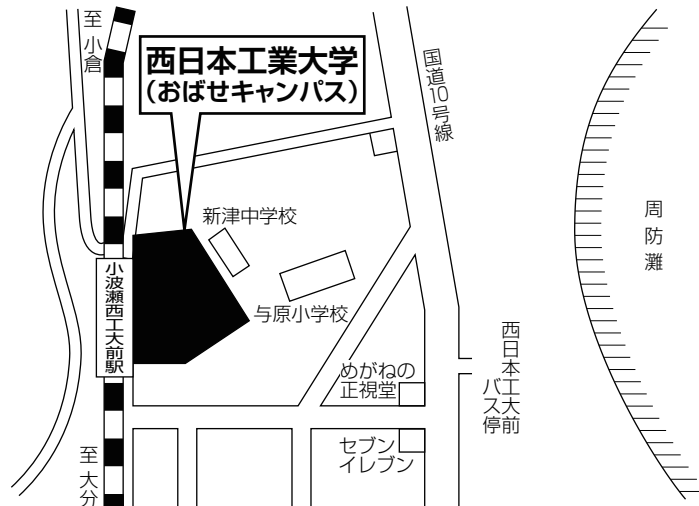 至 小倉
西日本工業大学
(おばせキャンパス)
国道10号線
新津中学校
周防灘
小波瀬西工大前駅
与原小学校
西日本工大前
バス停
めがねの
正視堂
セブン
イレブン
至 大分